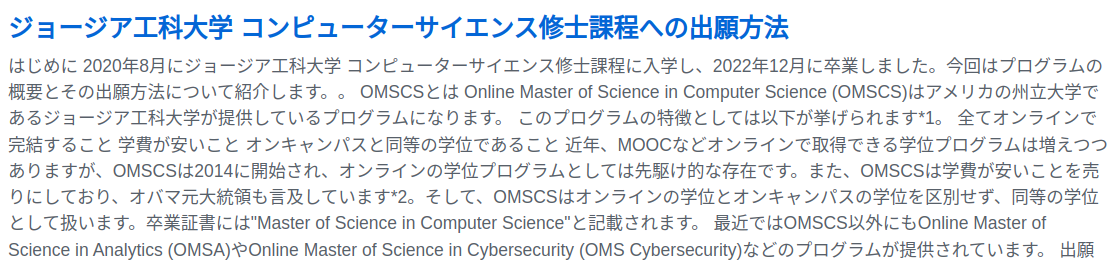 ジョージア工科大学 コンピューターサイエンス修士課程への出願方法
はじめに 2020年8月にジョージア工科大学 コンピューターサイエンス修士課程に入学し、2022年12月に卒業しました。今回はプログラムの
概要とその出願方法について紹介します。。 OMSCSとは Online Master of Science in Computer Science (OMSCS)はアメリカの州立大学で
あるジョージア工科大学が提供しているプログラムになります。 このプログラムの特徴としては以下が挙げられます*1。 全てオンラインで
完結すること 学費が安いこと オンキャンパスと同等の学位であること 近年、MOOCなどオンラインで取得できる学位プログラムは増えつつ
ありますが、OMSCSは2014に開始され、オンラインの学位プログラムとしては先駆け的な存在です。また、OMSCSは学費が安いことを売
りにしており、オバマ元大統領も言及しています*2。そして、OMSCSはオンラインの学位とオンキャンパスの学位を区別せず、同等の学位
として扱います。卒業証書には"Master of Science in Computer Science"と記載されます。 最近ではOMSCS以外にもOnline Master of
Science in Analytics (OMSA)やOnline Master of Science in Cybersecurity (OMS Cybersecurity)などのプログラムが提供されています。 出願